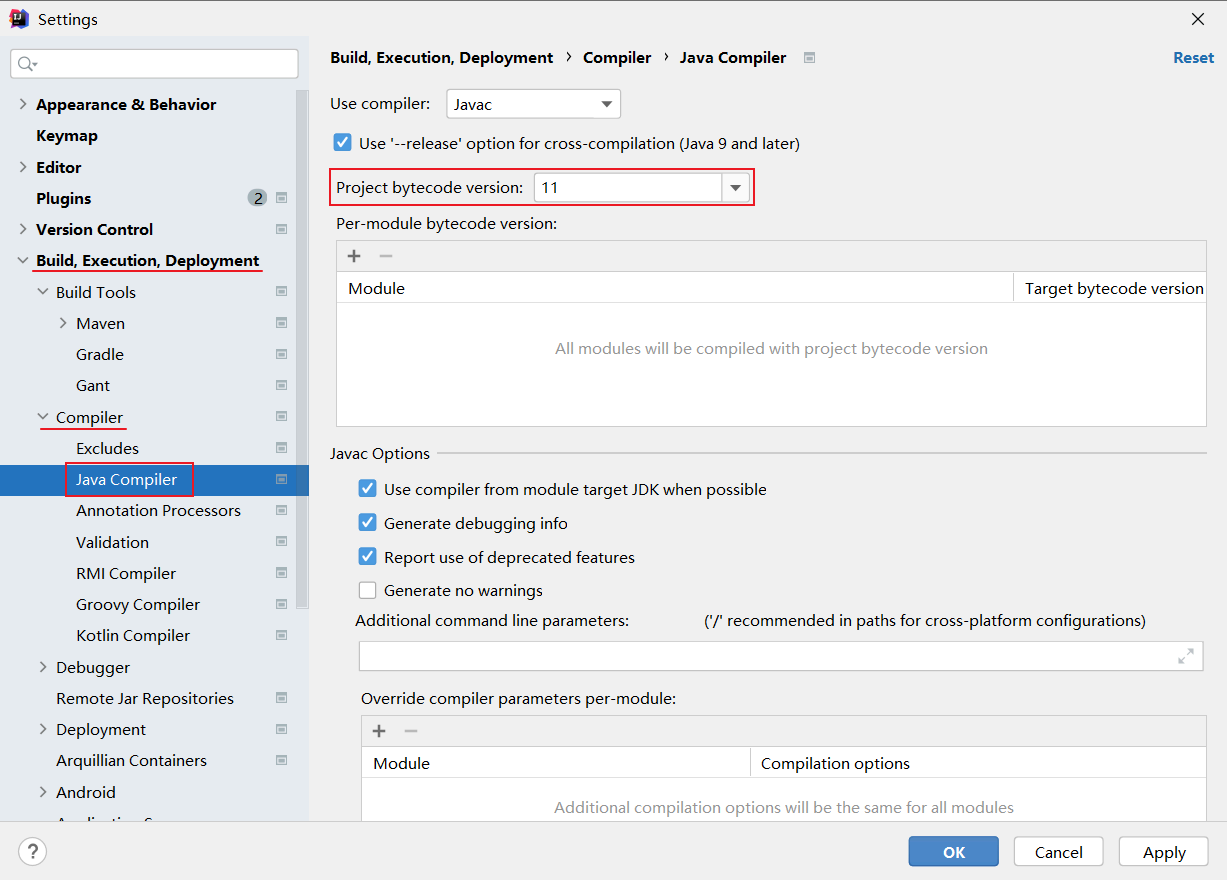 Settings
Appearance & Behavior
Keymap
Editor
Plugins 2
Version Control
Build, Execution, Deployment
Build Tools
Maven
Gradle
Gant
Compiler
Excludes
Java Compiler
Annotation Processors
Validation
RMI Compiler
Groovy Compiler
Kotlin Compiler
Debugger
Remote Jar Repositories
Deployment
Arquillian Containers
Android
Build, Execution, Deployment › Compiler › Java Compiler Reset
Use compiler: Javac
Use '--release' option for cross-compilation (Java 9 and later)
Project bytecode version: 11
Per-module bytecode version:
Module Target bytecode version
All modules will be compiled with project bytecode version
Javac Options
Use compiler from module target JDK when possible
Generate debugging info
Report use of deprecated features
Generate no warnings
Additional command line parameters: ('/' recommended in paths for cross-platform configurations)
Override compiler parameters per-module:
Module Compilation options
Additional compilation options will be the same for all modules
? OK Cancel Apply